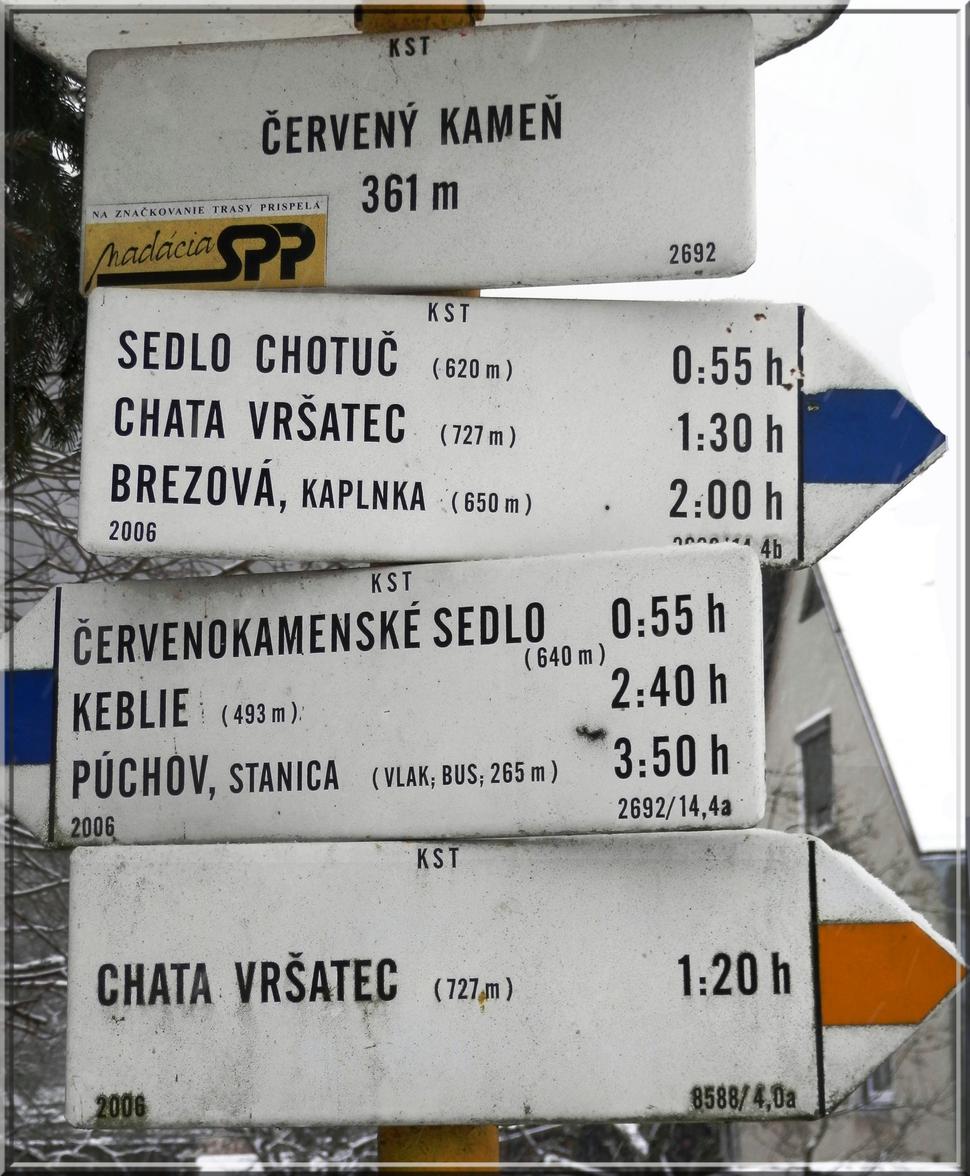 KST
ČERVENÝ KAMEŇ
361 m
NA ZNAČKOVANIE TRASY PRISPELA
Nadácia SPP
2692
KST
SEDLO CHOTUČ (620 m) 0:55 h
CHATA VRŠATEC (727 m) 1:30 h
BREZOVÁ, KAPLNKA (650 m) 2:00 h
2006
4b
KST
ČERVENOKAMENSKÉ SEDLO (640 m) 0:55 h
KEBLIE (493 m) 2:40 h
PÚCHOV, STANICA (VLAK; BUS; 265 m) 3:50 h
2006 2692/14,4a
KST
CHATA VRŠATEC (727 m) 1:20 h
2006 8588/4,0a